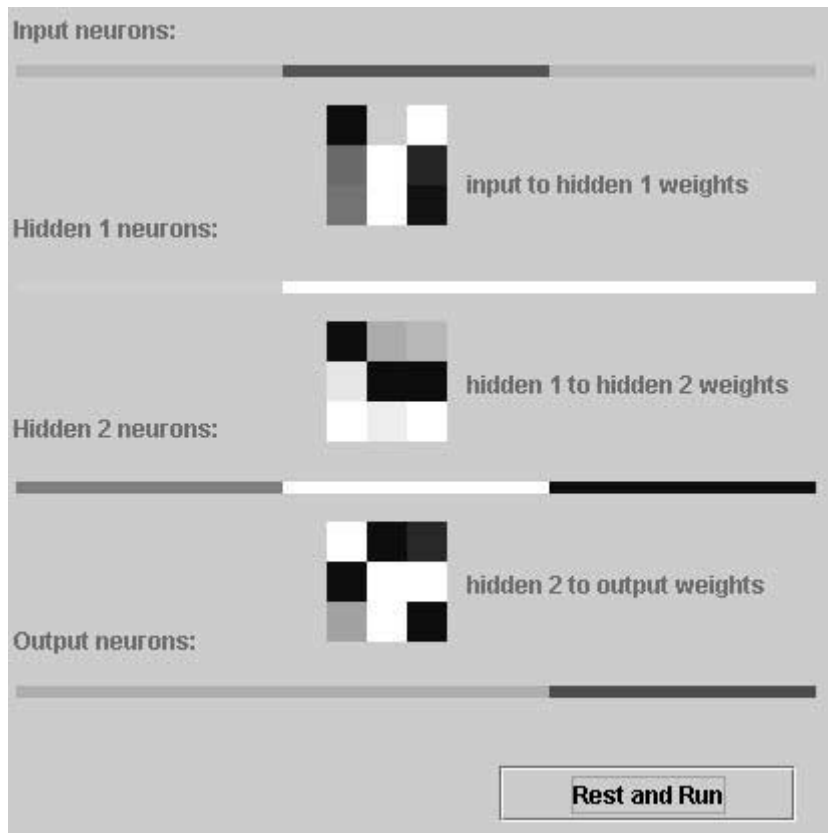 Input neurons:
input to hidden 1 weights
Hidden 1 neurons:
hidden 1 to hidden 2 weights
Hidden 2 neurons:
hidden 2 to output weights
Output neurons:
Rest and Run